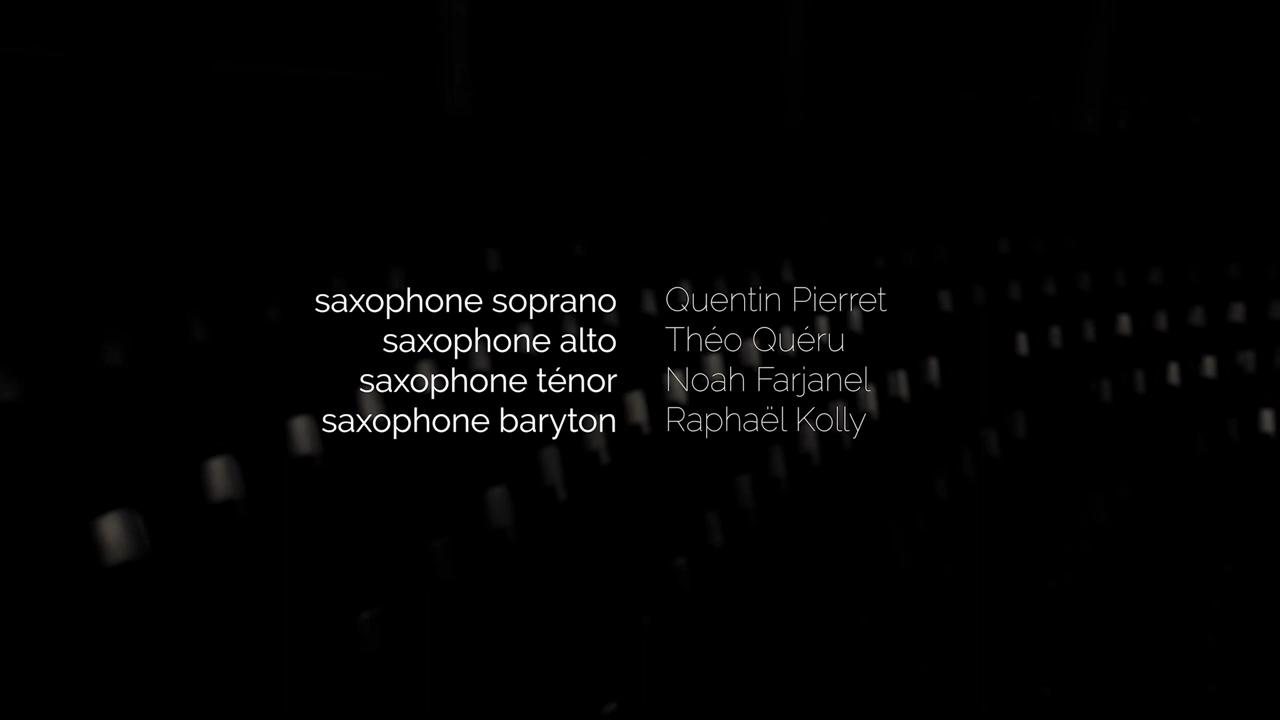 saxophone soprano Quentin Pierret
saxophone alto Théo Quéru
saxophone ténor Noah Farjanel
saxophone baryton Raphaël Kolly